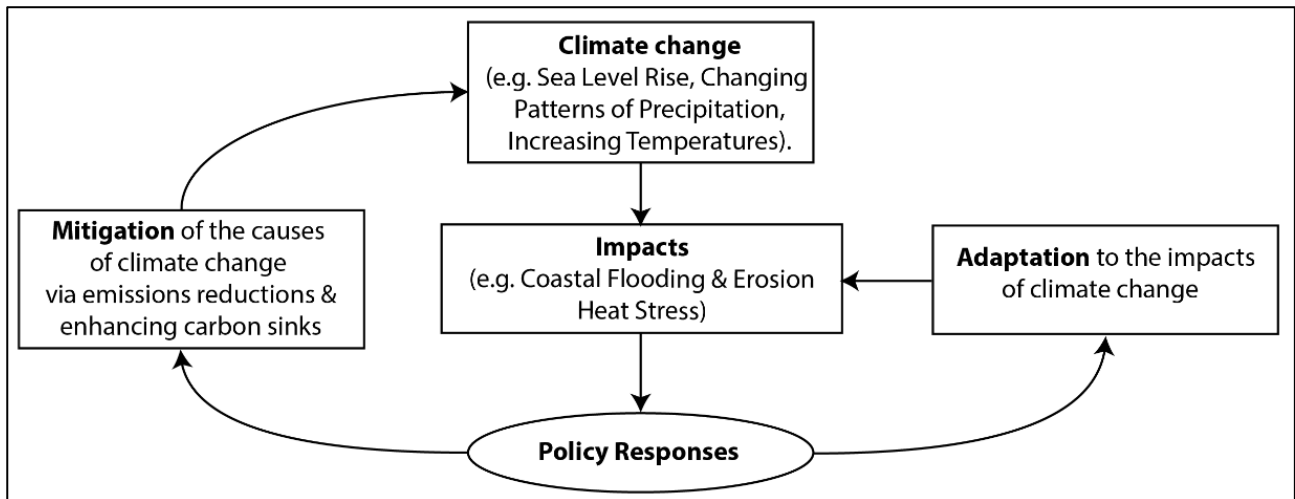 Climate change
(e.g. Sea Level Rise, Changing
Patterns of Precipitation,
Increasing Temperatures).
Mitigation of the causes
of climate change
via emissions reductions &
enhancing carbon sinks
Impacts
(e.g. Coastal Flooding & Erosion
Heat Stress)
Adaptation to the impacts
of climate change
Policy Responses